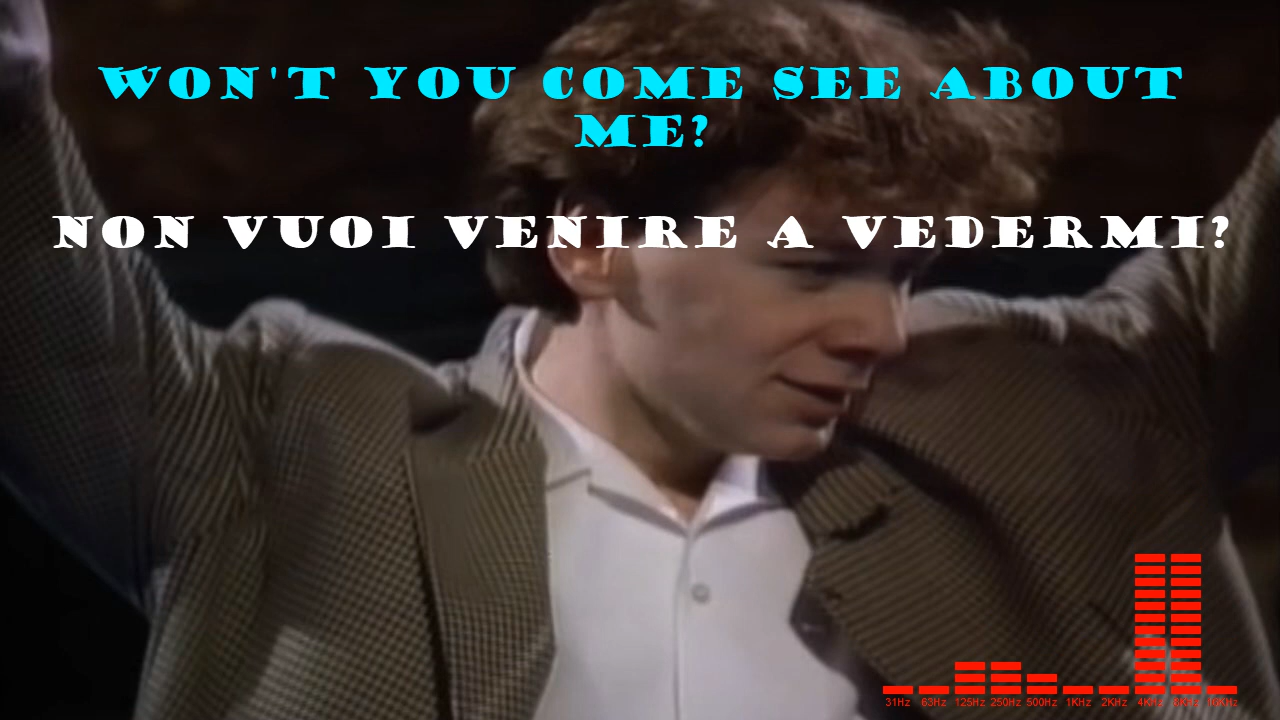 WON'T YOU COME SEE ABOUT
ME?
NON VUOI VENIRE A VEDERMI?
31Hz 63Hz 125Hz 250Hz 500Hz 1KHz 2KHz 4KHz 8KHz 16KHz